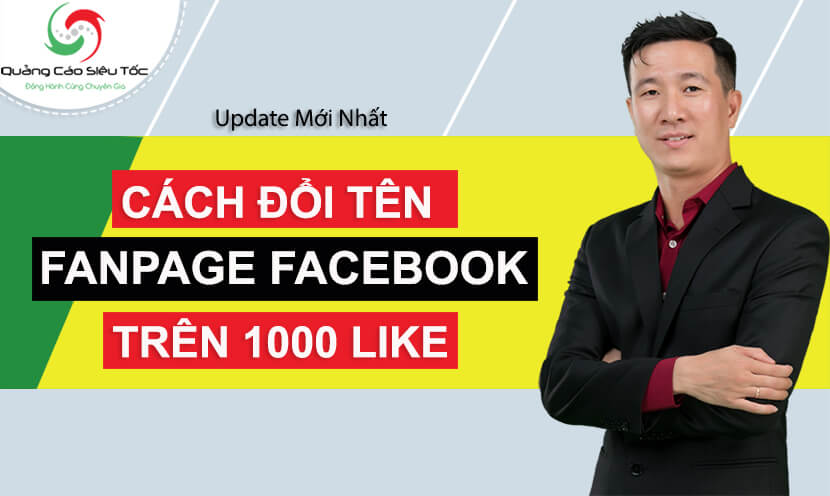 Quảng Cáo Siêu Tốc
Đồng Hành Cùng Chuyên Gia
Update Mới Nhất
CÁCH ĐỔI TÊN
FANPAGE FACEBOOK
TRÊN 1000 LIKE